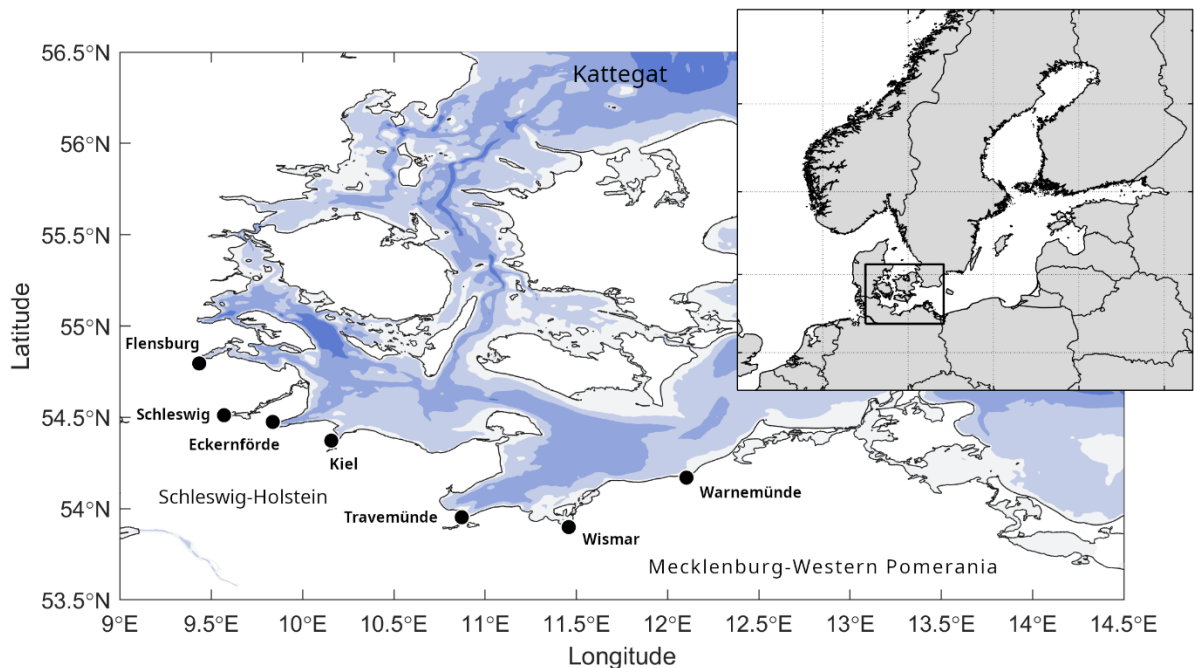 56.5°N
56°N
55.5°N
55°N
54.5°N
54°N
53.5°N
Latitude
Kattegat
Flensburg
Schleswig
Eckernförde
Kiel
Schleswig-Holstein
Travemünde
Wismar
Warnemünde
Mecklenburg-Western Pomerania
9°E
9.5°E
10°E
10.5°E
11°E
11.5°E
12°E
12.5°E
13°E
13.5°E
14°E
14.5°E
Longitude